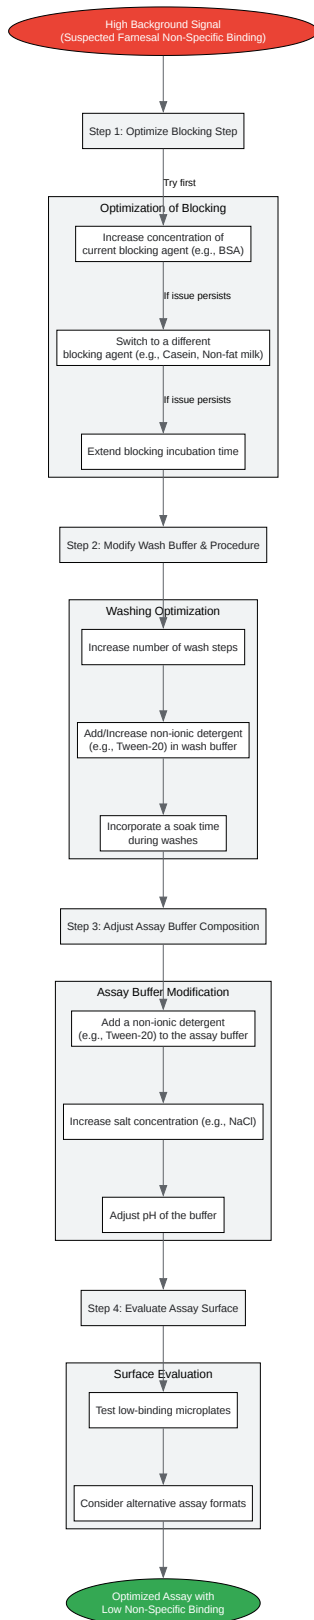 High Background Signal
(Suspected Farnesal Non-Specific Binding)
Step 1: Optimize Blocking Step
Try first
Optimization of Blocking
Increase concentration of
current blocking agent (e.g., BSA)
If issue persists
Switch to a different
blocking agent (e.g., Casein, Non-fat milk)
If issue persists
Extend blocking incubation time
Step 2: Modify Wash Buffer & Procedure
Washing Optimization
Increase number of wash steps
Add/Increase non-ionic detergent
(e.g., Tween-20) in wash buffer
Incorporate a soak time
during washes
Step 3: Adjust Assay Buffer Composition
Assay Buffer Modification
Add a non-ionic detergent
(e.g., Tween-20) to the assay buffer
Increase salt concentration (e.g., NaCl)
Adjust pH of the buffer
Step 4: Evaluate Assay Surface
Surface Evaluation
Test low-binding microplates
Consider alternative assay formats
Optimized Assay with
Low Non-Specific Binding